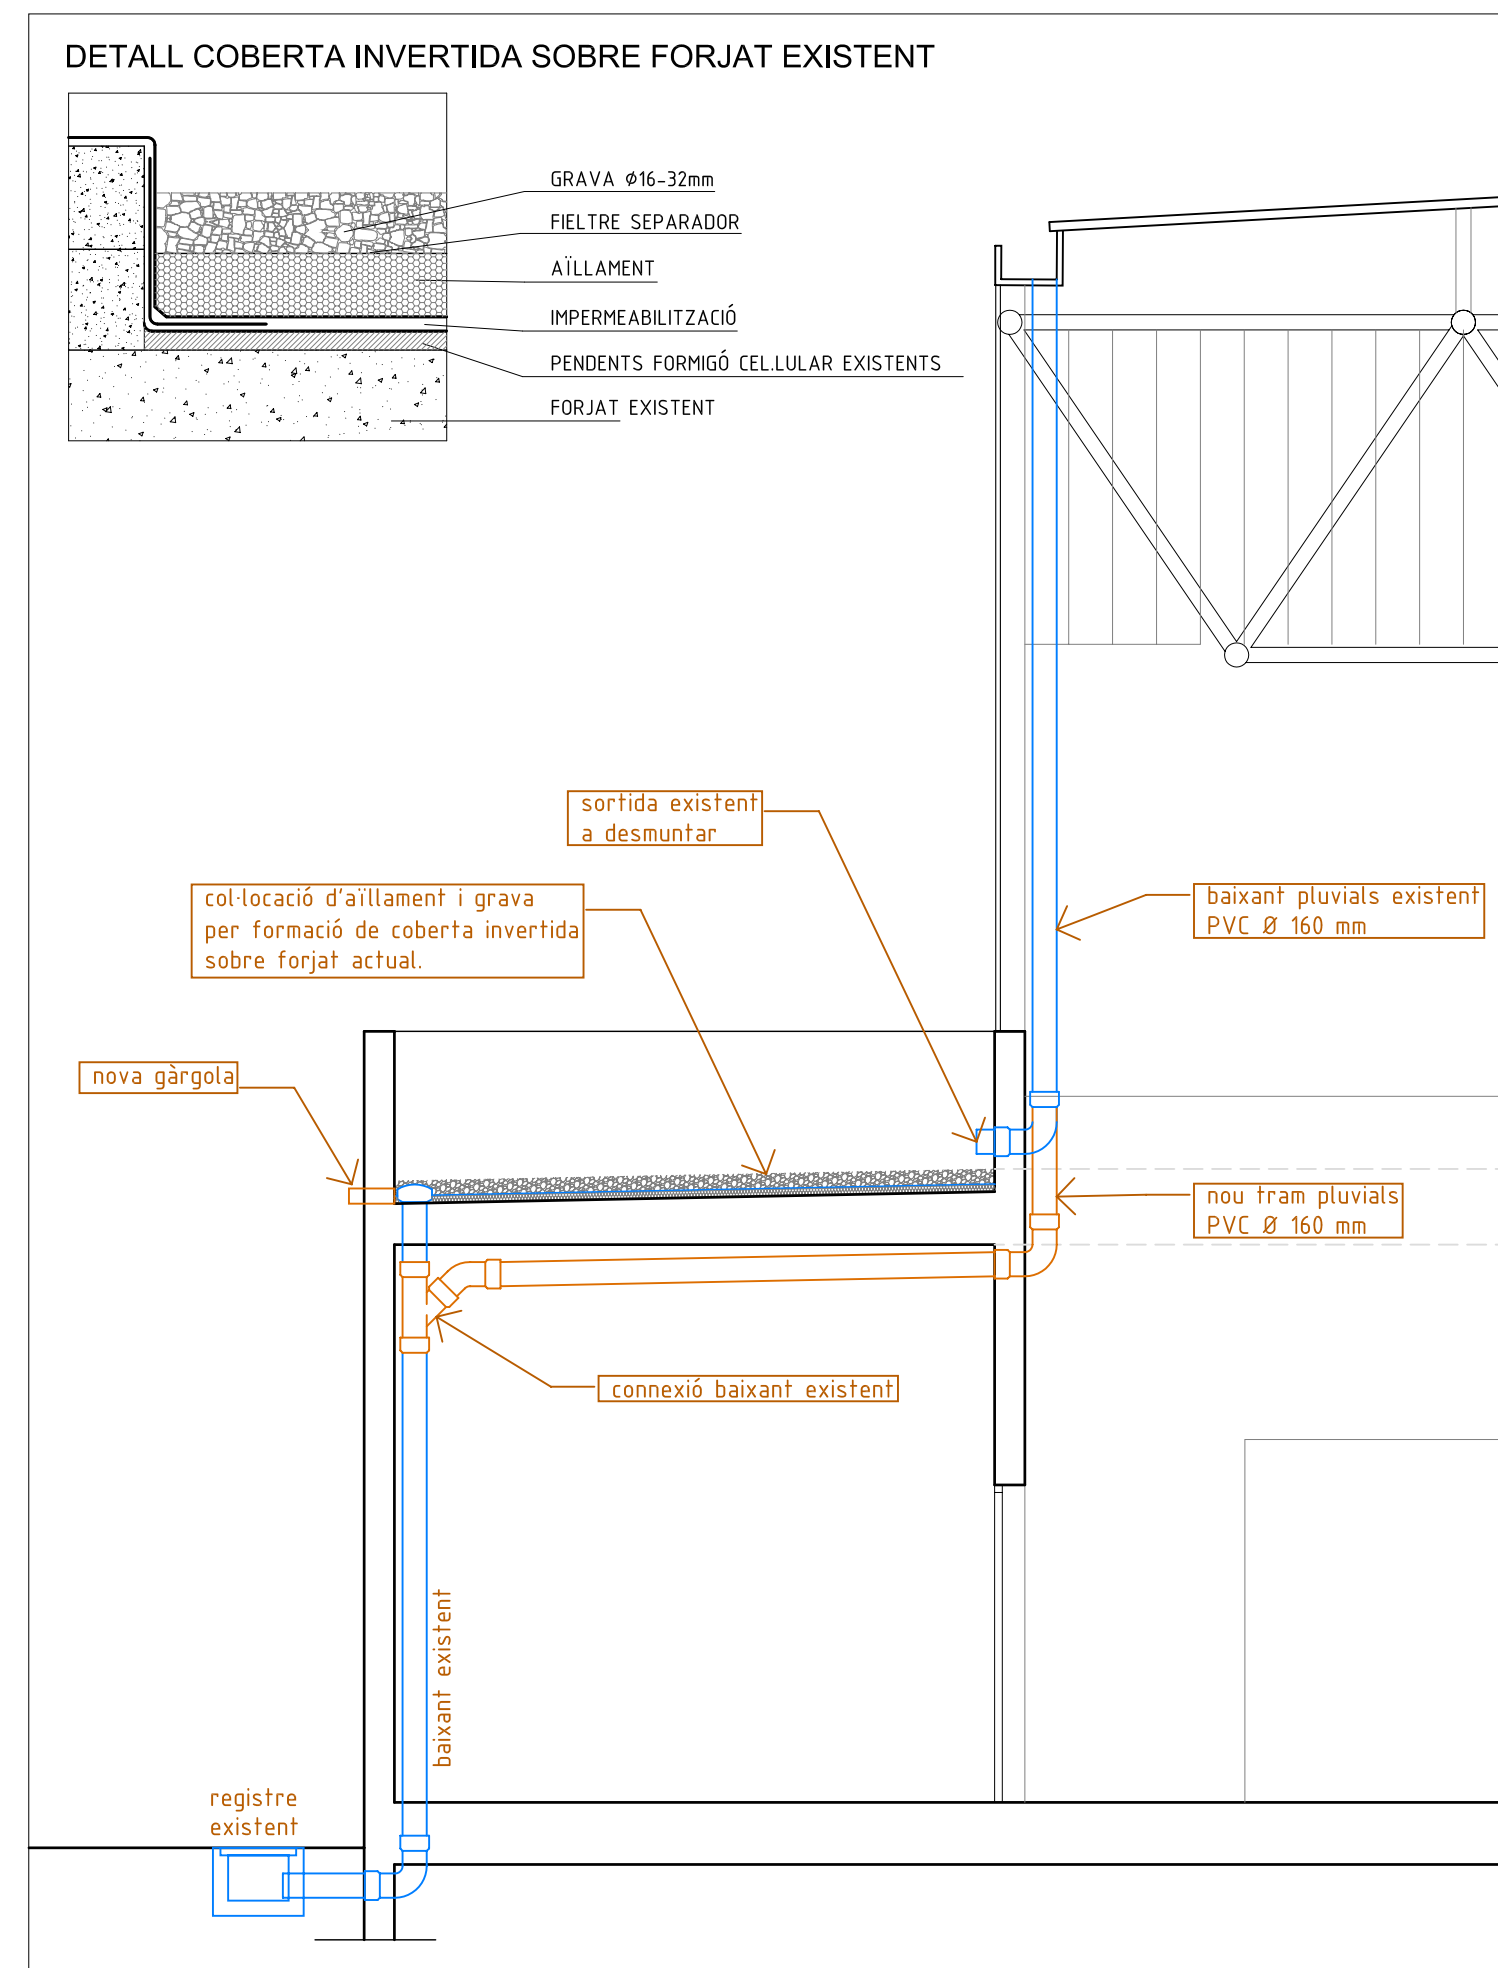 DETALL COBERTA INVERTIDA SOBRE FORJAT EXISTENT
GRAVA Ø16-32mm
FIELTRE SEPARADOR
AÏLLAMENT
IMPERMEABILITZACIÓ
PENDENTS FORMIGÓ CEL.LULAR EXISTENTS
FORJAT EXISTENT
sortida existent
a desmuntar
col·locació d'aïllament i grava
per formació de coberta invertida
sobre forjat actual.
baixant pluvials existent
PVC Ø 160 mm
nova gàrgola
nou tram pluvials
PVC Ø 160 mm
connexió baixant existent
baixant existent
registre
existent